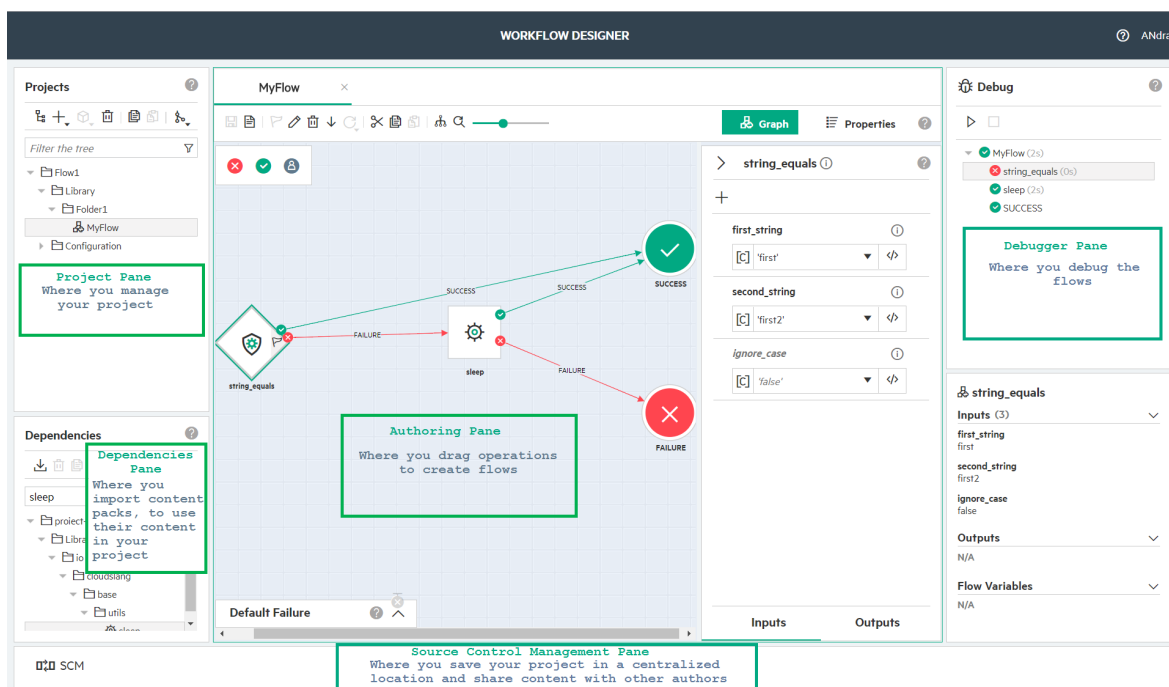 WORKFLOW DESIGNER
ANdra
Projects
Filter the tree
Flow1
Library
Folder1
MyFlow
Configuration
Project Pane
Where you manage
your project
Dependencies
sleep
Dependencies
Pane
Where you
import content
packs, to use
their content
in your
project
project-
Libra
io
cloudslang
base
utils
sleep
MyFlow
Graph
Properties
SUCCESS
SUCCESS
SUCCESS
FAILURE
string_equals
sleep
FAILURE
FAILURE
Authoring Pane
Where you drag operations
to create flows
Default Failure
string_equals
first_string
[C] 'first'
second_string
[C] 'first2'
ignore_case
[C] 'false'
Inputs Outputs
Debug
MyFlow (2s)
string_equals (0s)
sleep (2s)
SUCCESS
Debugger Pane
Where you debug the
flows
string_equals
Inputs (3)
first_string
first
second_string
first2
ignore_case
false
Outputs
N/A
Flow Variables
N/A
SCM
Source Control Management Pane
Where you save your project in a centralized
location and share content with other authors